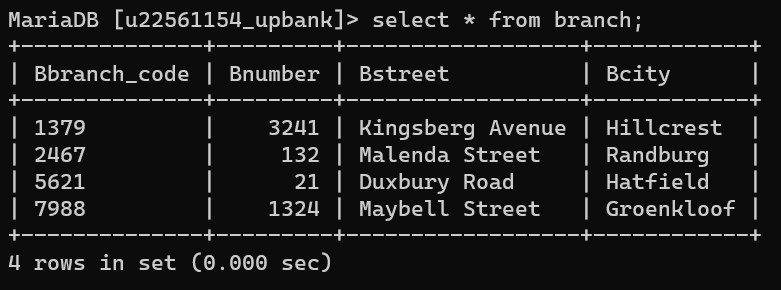 MariaDB [u22561154_upbank]> select * from branch;
+--------------+---------+------------------+------------+
| Bbranch_code | Bnumber | Bstreet          | Bcity      |
+--------------+---------+------------------+------------+
| 1379         |    3241 | Kingsberg Avenue | Hillcrest  |
| 2467         |     132 | Malenda Street   | Randburg   |
| 5621         |      21 | Duxbury Road     | Hatfield   |
| 7988         |    1324 | Maybell Street   | Groenkloof |
+--------------+---------+------------------+------------+
4 rows in set (0.000 sec)